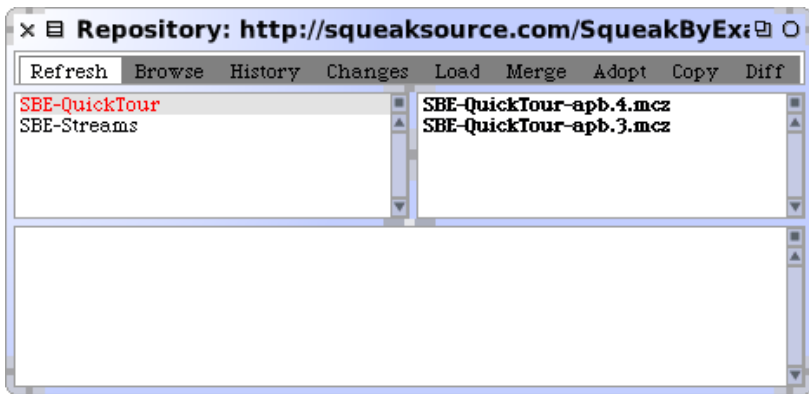 Repository: http://squeaksource.com/SqueakByExa
Refresh Browse History Changes Load Merge Adopt Copy Diff
SBE-QuickTour
SBE-Streams
SBE-QuickTour-apb.4.mcz
SBE-QuickTour-apb.3.mcz